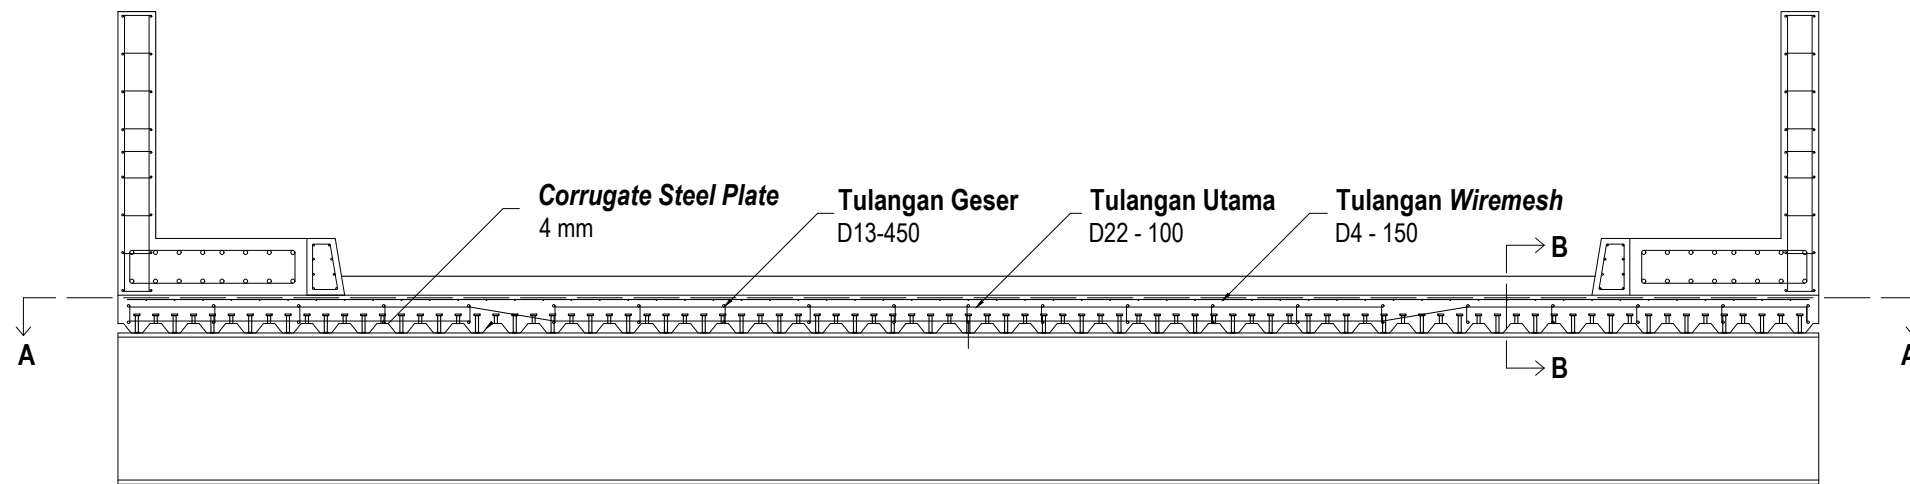 Corrugate Steel Plate
4 mm
Tulangan Geser
D13-450
Tulangan Utama
D22 - 100
Tulangan Wiremesh
D4 - 150
B
A
A
B